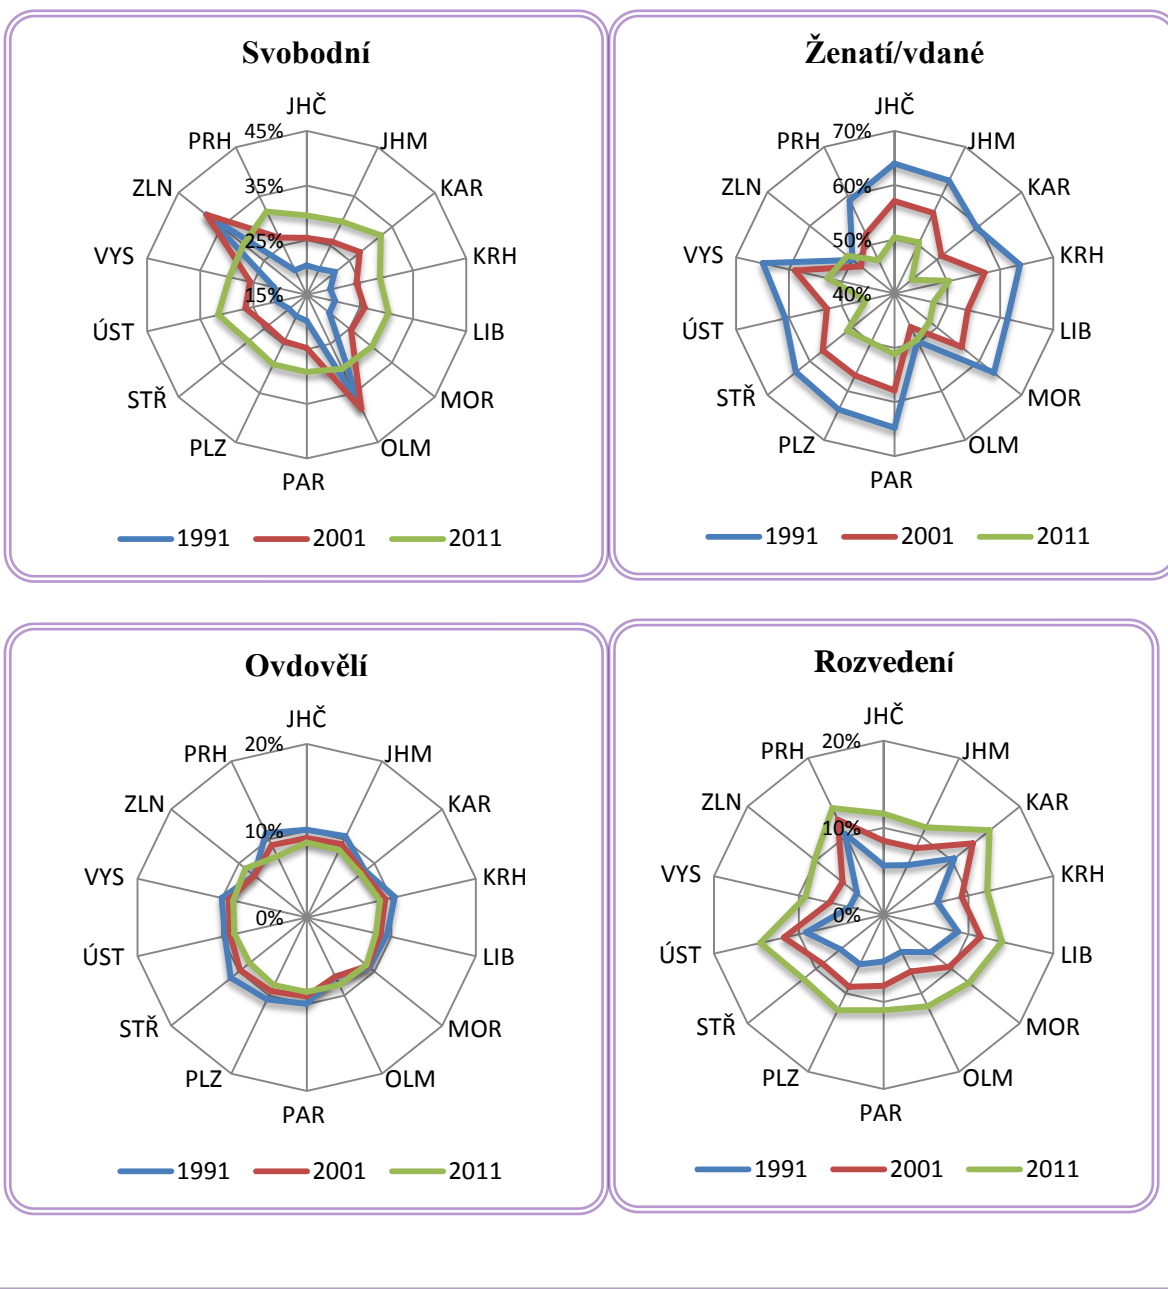 Svobodní
JHČ
45%
PRH
JHM
35%
ZLN
KAR
25%
VYS
KRH
15%
ÚST
LIB
STŘ
MOR
PLZ
OLM
PAR
1991 2001 2011
Ženatí/vdané
JHČ
70%
PRH
JHM
60%
ZLN
KAR
50%
VYS
KRH
40%
ÚST
LIB
STŘ
MOR
PLZ
OLM
PAR
1991 2001 2011
Ovdovělí
JHČ
20%
PRH
JHM
ZLN
KAR
10%
VYS
KRH
0%
ÚST
LIB
STŘ
MOR
PLZ
OLM
PAR
1991 2001 2011
Rozvedení
JHČ
20%
PRH
JHM
ZLN
KAR
10%
VYS
KRH
0%
ÚST
LIB
STŘ
MOR
PLZ
OLM
PAR
1991 2001 2011